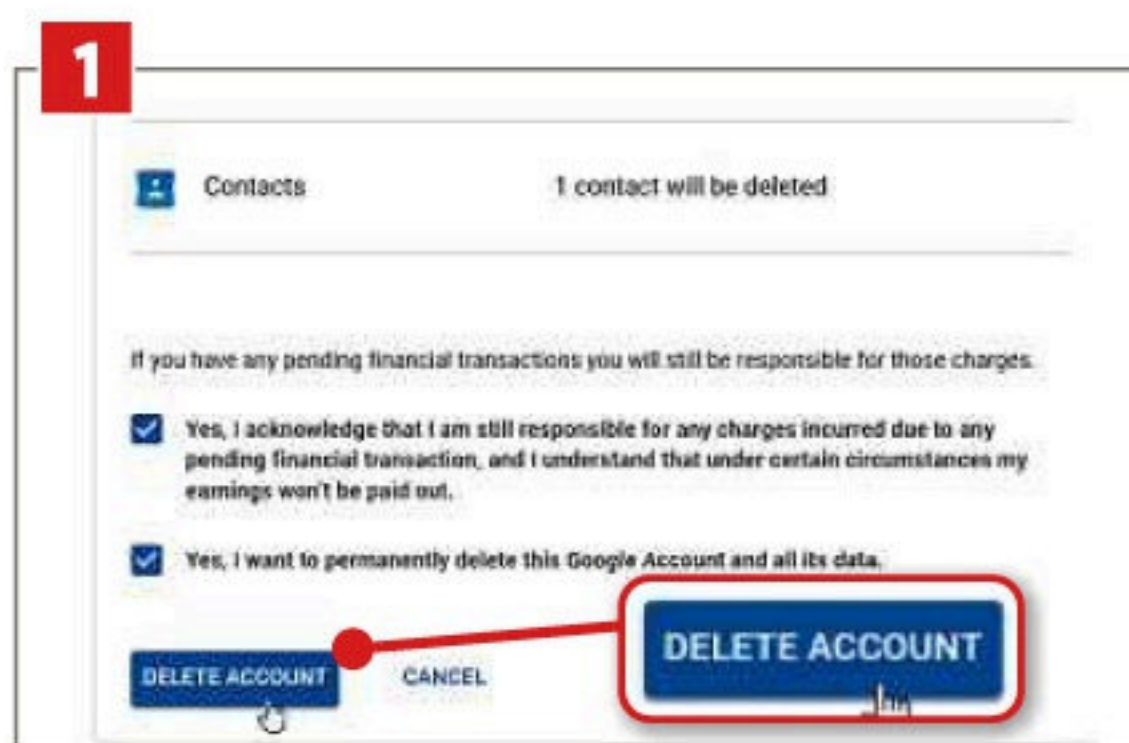 1
Contacts 1 contact will be deleted
If you have any pending financial transactions you will still be responsible for those charges.
Yes, I acknowledge that I am still responsible for any charges incurred due to any
pending financial transaction, and I understand that under certain circumstances my
earnings won't be paid out.
Yes, I want to permanently delete this Google Account and all its data.
DELETE ACCOUNT CANCEL
DELETE ACCOUNT